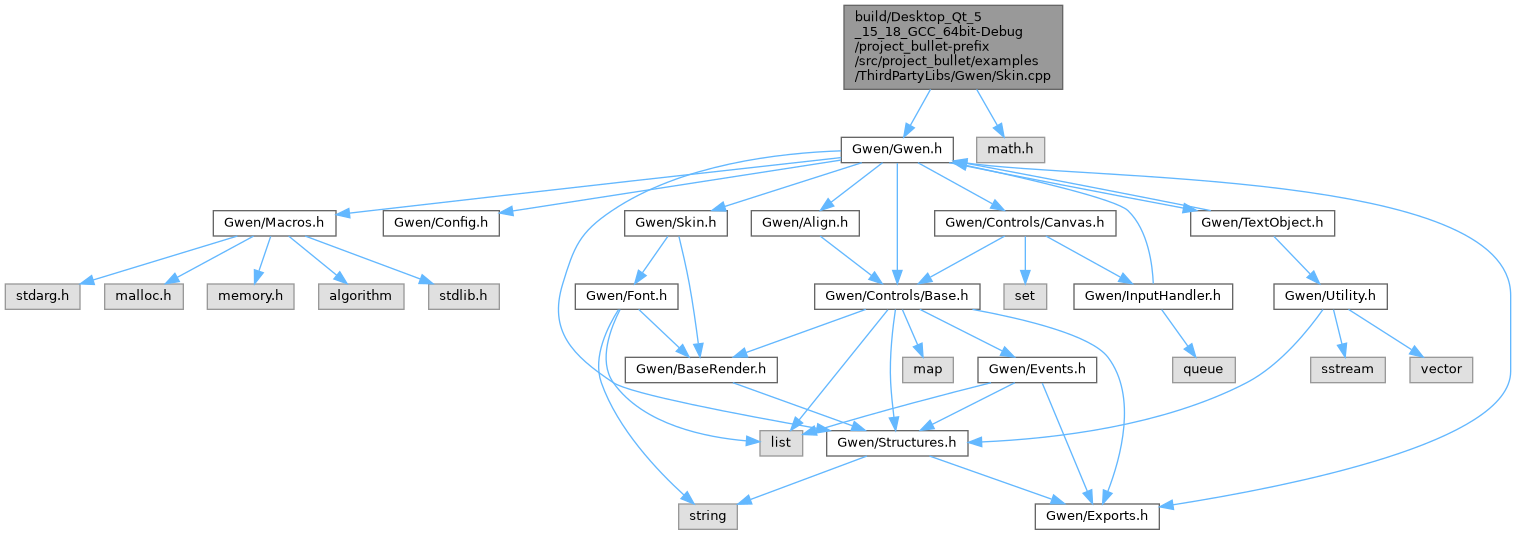 build/Desktop_Qt_5
_15_18_GCC_64bit-Debug
/project_bullet-prefix
/src/project_bullet/examples
/ThirdPartyLibs/Gwen/Skin.cpp
Gwen/Gwen.h
math.h
Gwen/Macros.h
Gwen/Config.h
Gwen/Skin.h
Gwen/Align.h
Gwen/Controls/Canvas.h
Gwen/TextObject.h
stdarg.h
malloc.h
memory.h
algorithm
stdlib.h
Gwen/Font.h
Gwen/Controls/Base.h
set
Gwen/InputHandler.h
Gwen/Utility.h
Gwen/BaseRender.h
map
Gwen/Events.h
queue
sstream
vector
list
Gwen/Structures.h
string
Gwen/Exports.h